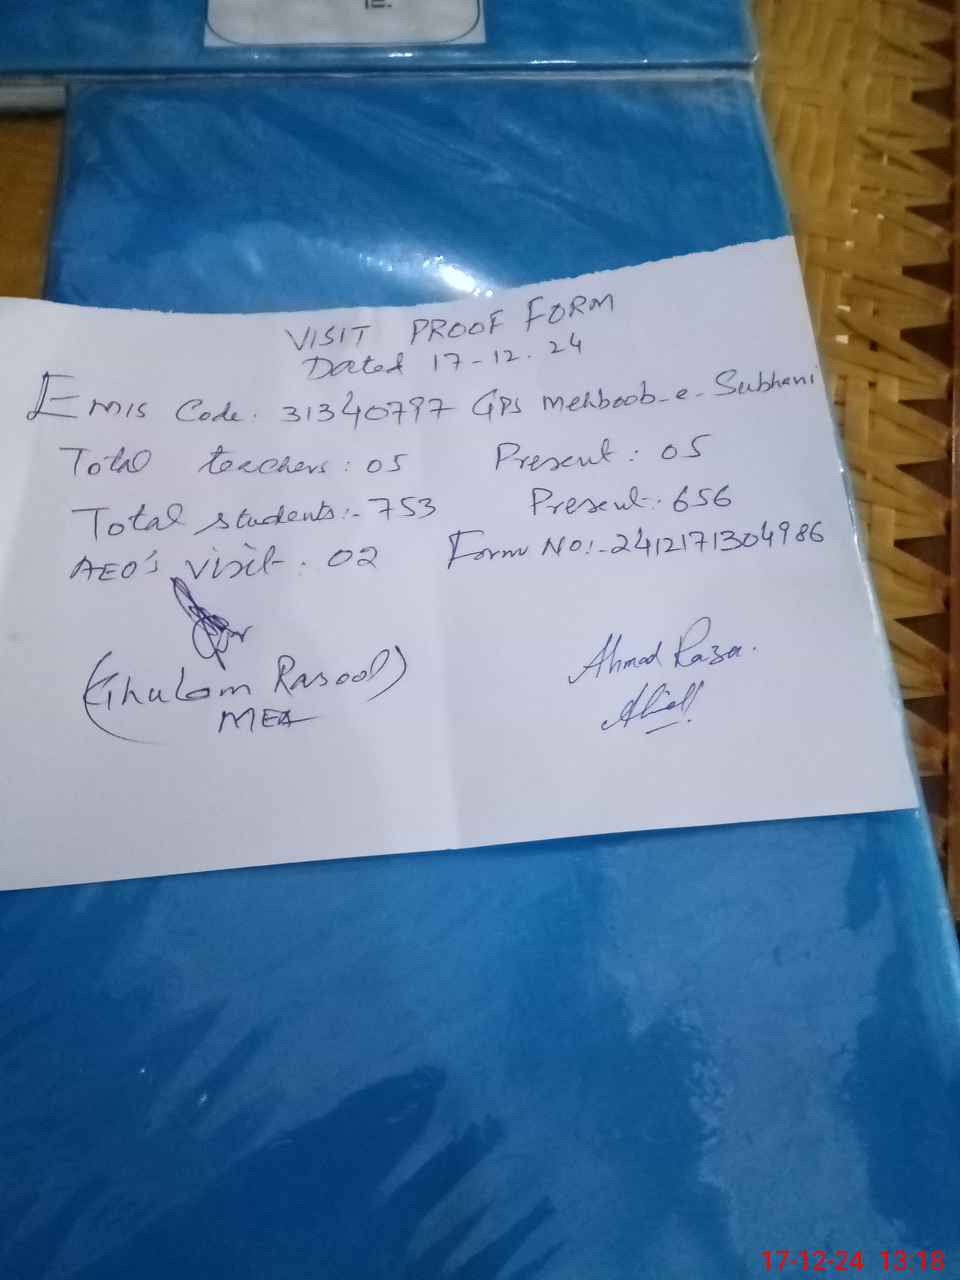 VISIT PROOF FORM
Dated 17-12.24
EMIS Code. 31340797 GPS Mehboob-e-Subhani
Total teachers: 05 Present: 05
Total students:- 753 Present:. 656
AEO's visit:. 02 Form No:-2412171304986
(Ghulam Rasool) Ahmad Raza.
MEA
17-12-24 13:18